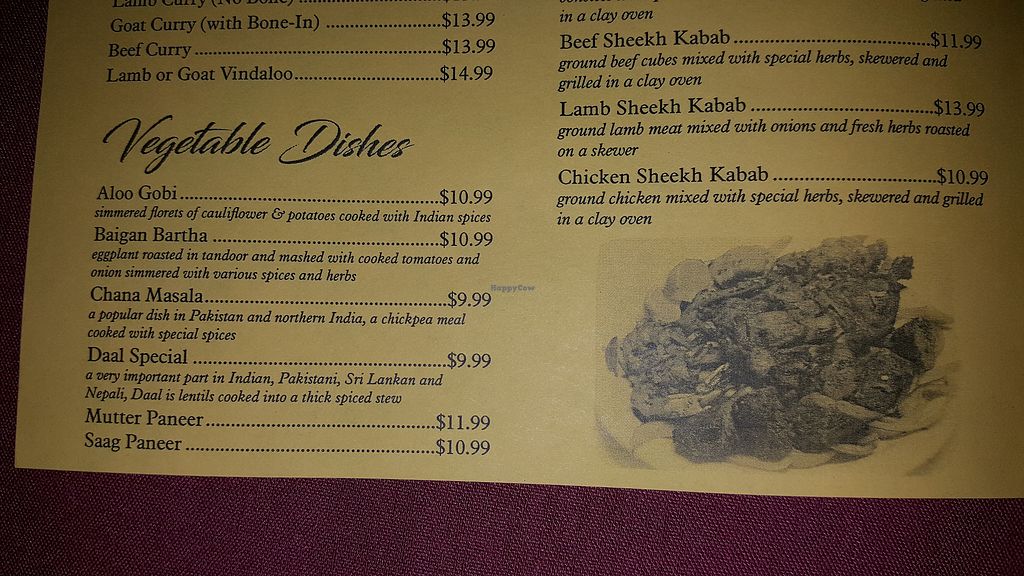 Lamb Curry (No Bone)
Goat Curry (with Bone-In) ........................ $13.99
Beef Curry ................................................ $13.99
Lamb or Goat Vindaloo............................ $14.99
Vegetable Dishes
Aloo Gobi.................................................. $10.99
simmered florets of cauliflower & potatoes cooked with Indian spices
Baigan Bartha ........................................... $10.99
eggplant roasted in tandoor and mashed with cooked tomatoes and
onion simmered with various spices and herbs
Chana Masala.............................................. $9.99
a popular dish in Pakistan and northern India, a chickpea meal
cooked with special spices
Daal Special ................................................ $9.99
a very important part in Indian, Pakistani, Sri Lankan and
Nepali, Daal is lentils cooked into a thick spiced stew
Mutter Paneer............................................ $11.99
Saag Paneer ............................................... $10.99
in a clay oven
Beef Sheekh Kabab ..................................... $11.99
ground beef cubes mixed with special herbs, skewered and
grilled in a clay oven
Lamb Sheekh Kabab .................................. $13.99
ground lamb meat mixed with onions and fresh herbs roasted
on a skewer
Chicken Sheekh Kabab .............................. $10.99
ground chicken mixed with special herbs, skewered and grilled
in a clay oven
HappyCow